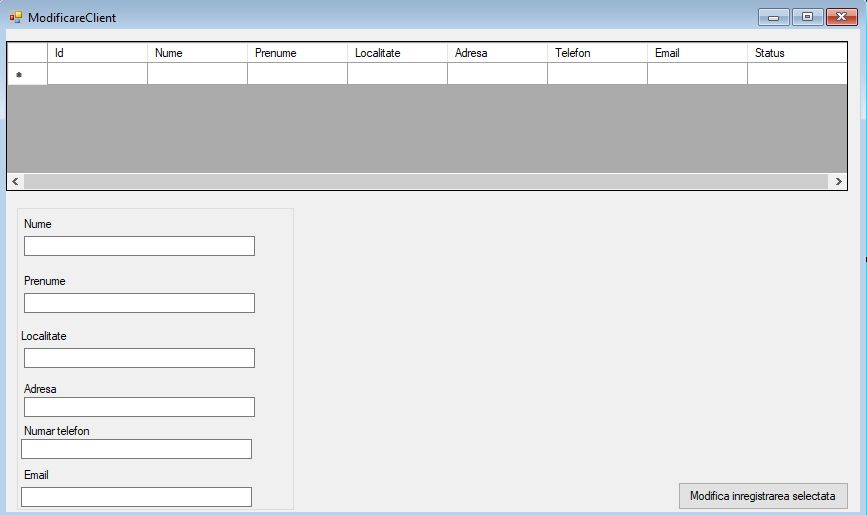 ModificareClient
Id Nume Prenume Localitate Adresa Telefon Email Status
Nume
Prenume
Localitate
Adresa
Numar telefon
Email
Modifica inregistrarea selectata